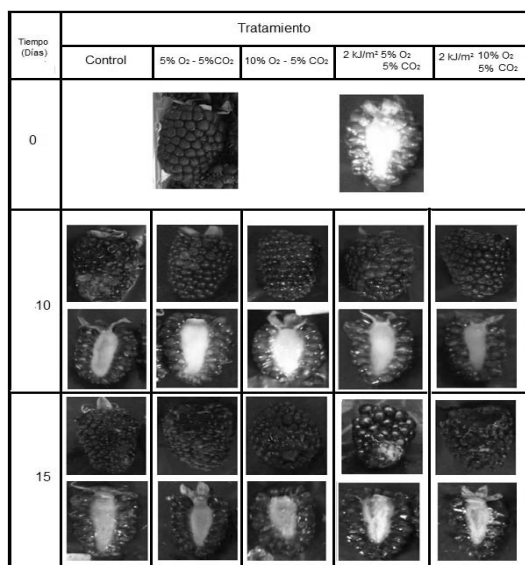 Tiempo
(Días)
Tratamiento
Control
5% O₂ - 5%CO₂
10% O₂ - 5% CO₂
2 kJ/m² 5% O₂
5% CO₂
2 kJ/m² 10% O₂
5% CO₂
0
10
15